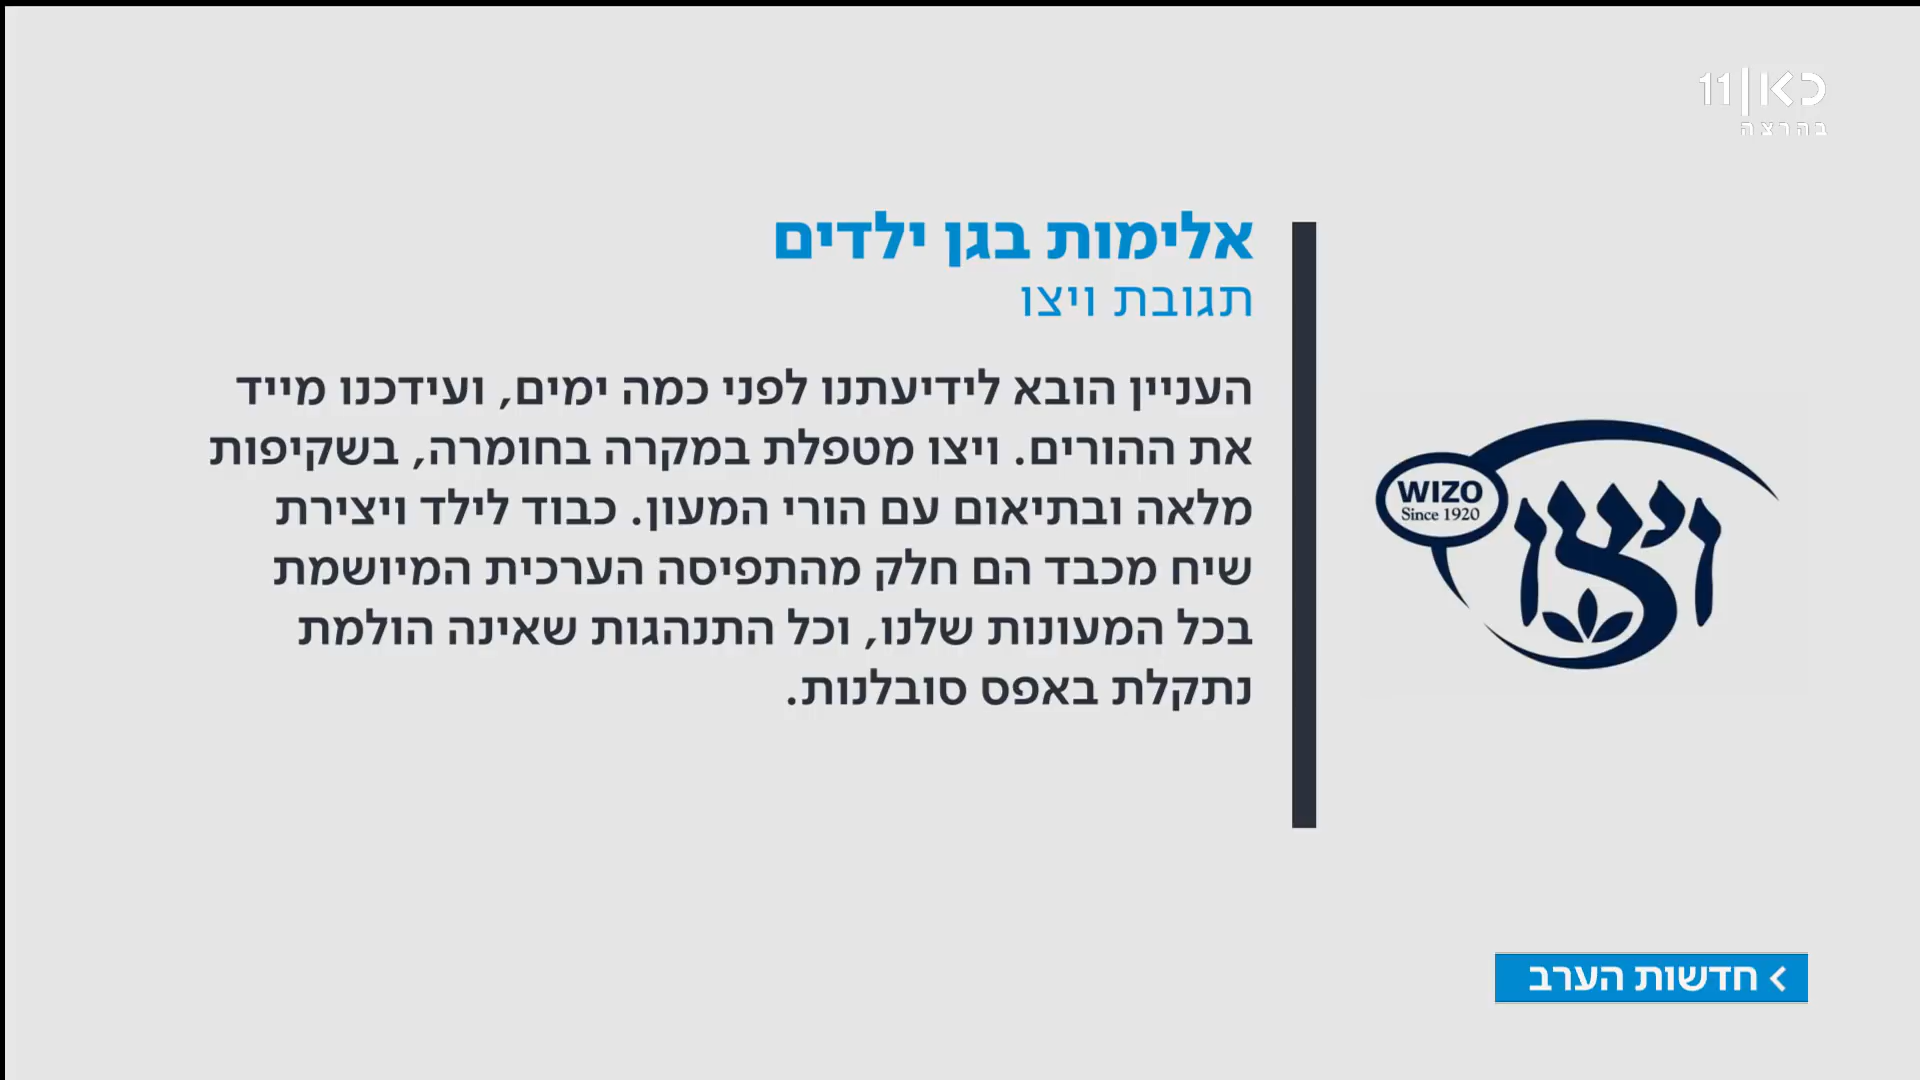 כאן|11
בהרצה
אלימות בגן ילדים
תגובת ויצו
העניין הובא לידיעתנו לפני כמה ימים, ועידכנו מייד
את ההורים. ויצו מטפלת במקרה בחומרה, בשקיפות
מלאה ובתיאום עם הורי המעון. כבוד לילד ויצירת
שיח מכבד הם חלק מהתפיסה הערכית המיושמת
בכל המעונות שלנו, וכל התנהגות שאינה הולמת
נתקלת באפס סובלנות.
WIZO
Since 1920
ויצו
חדשות הערב